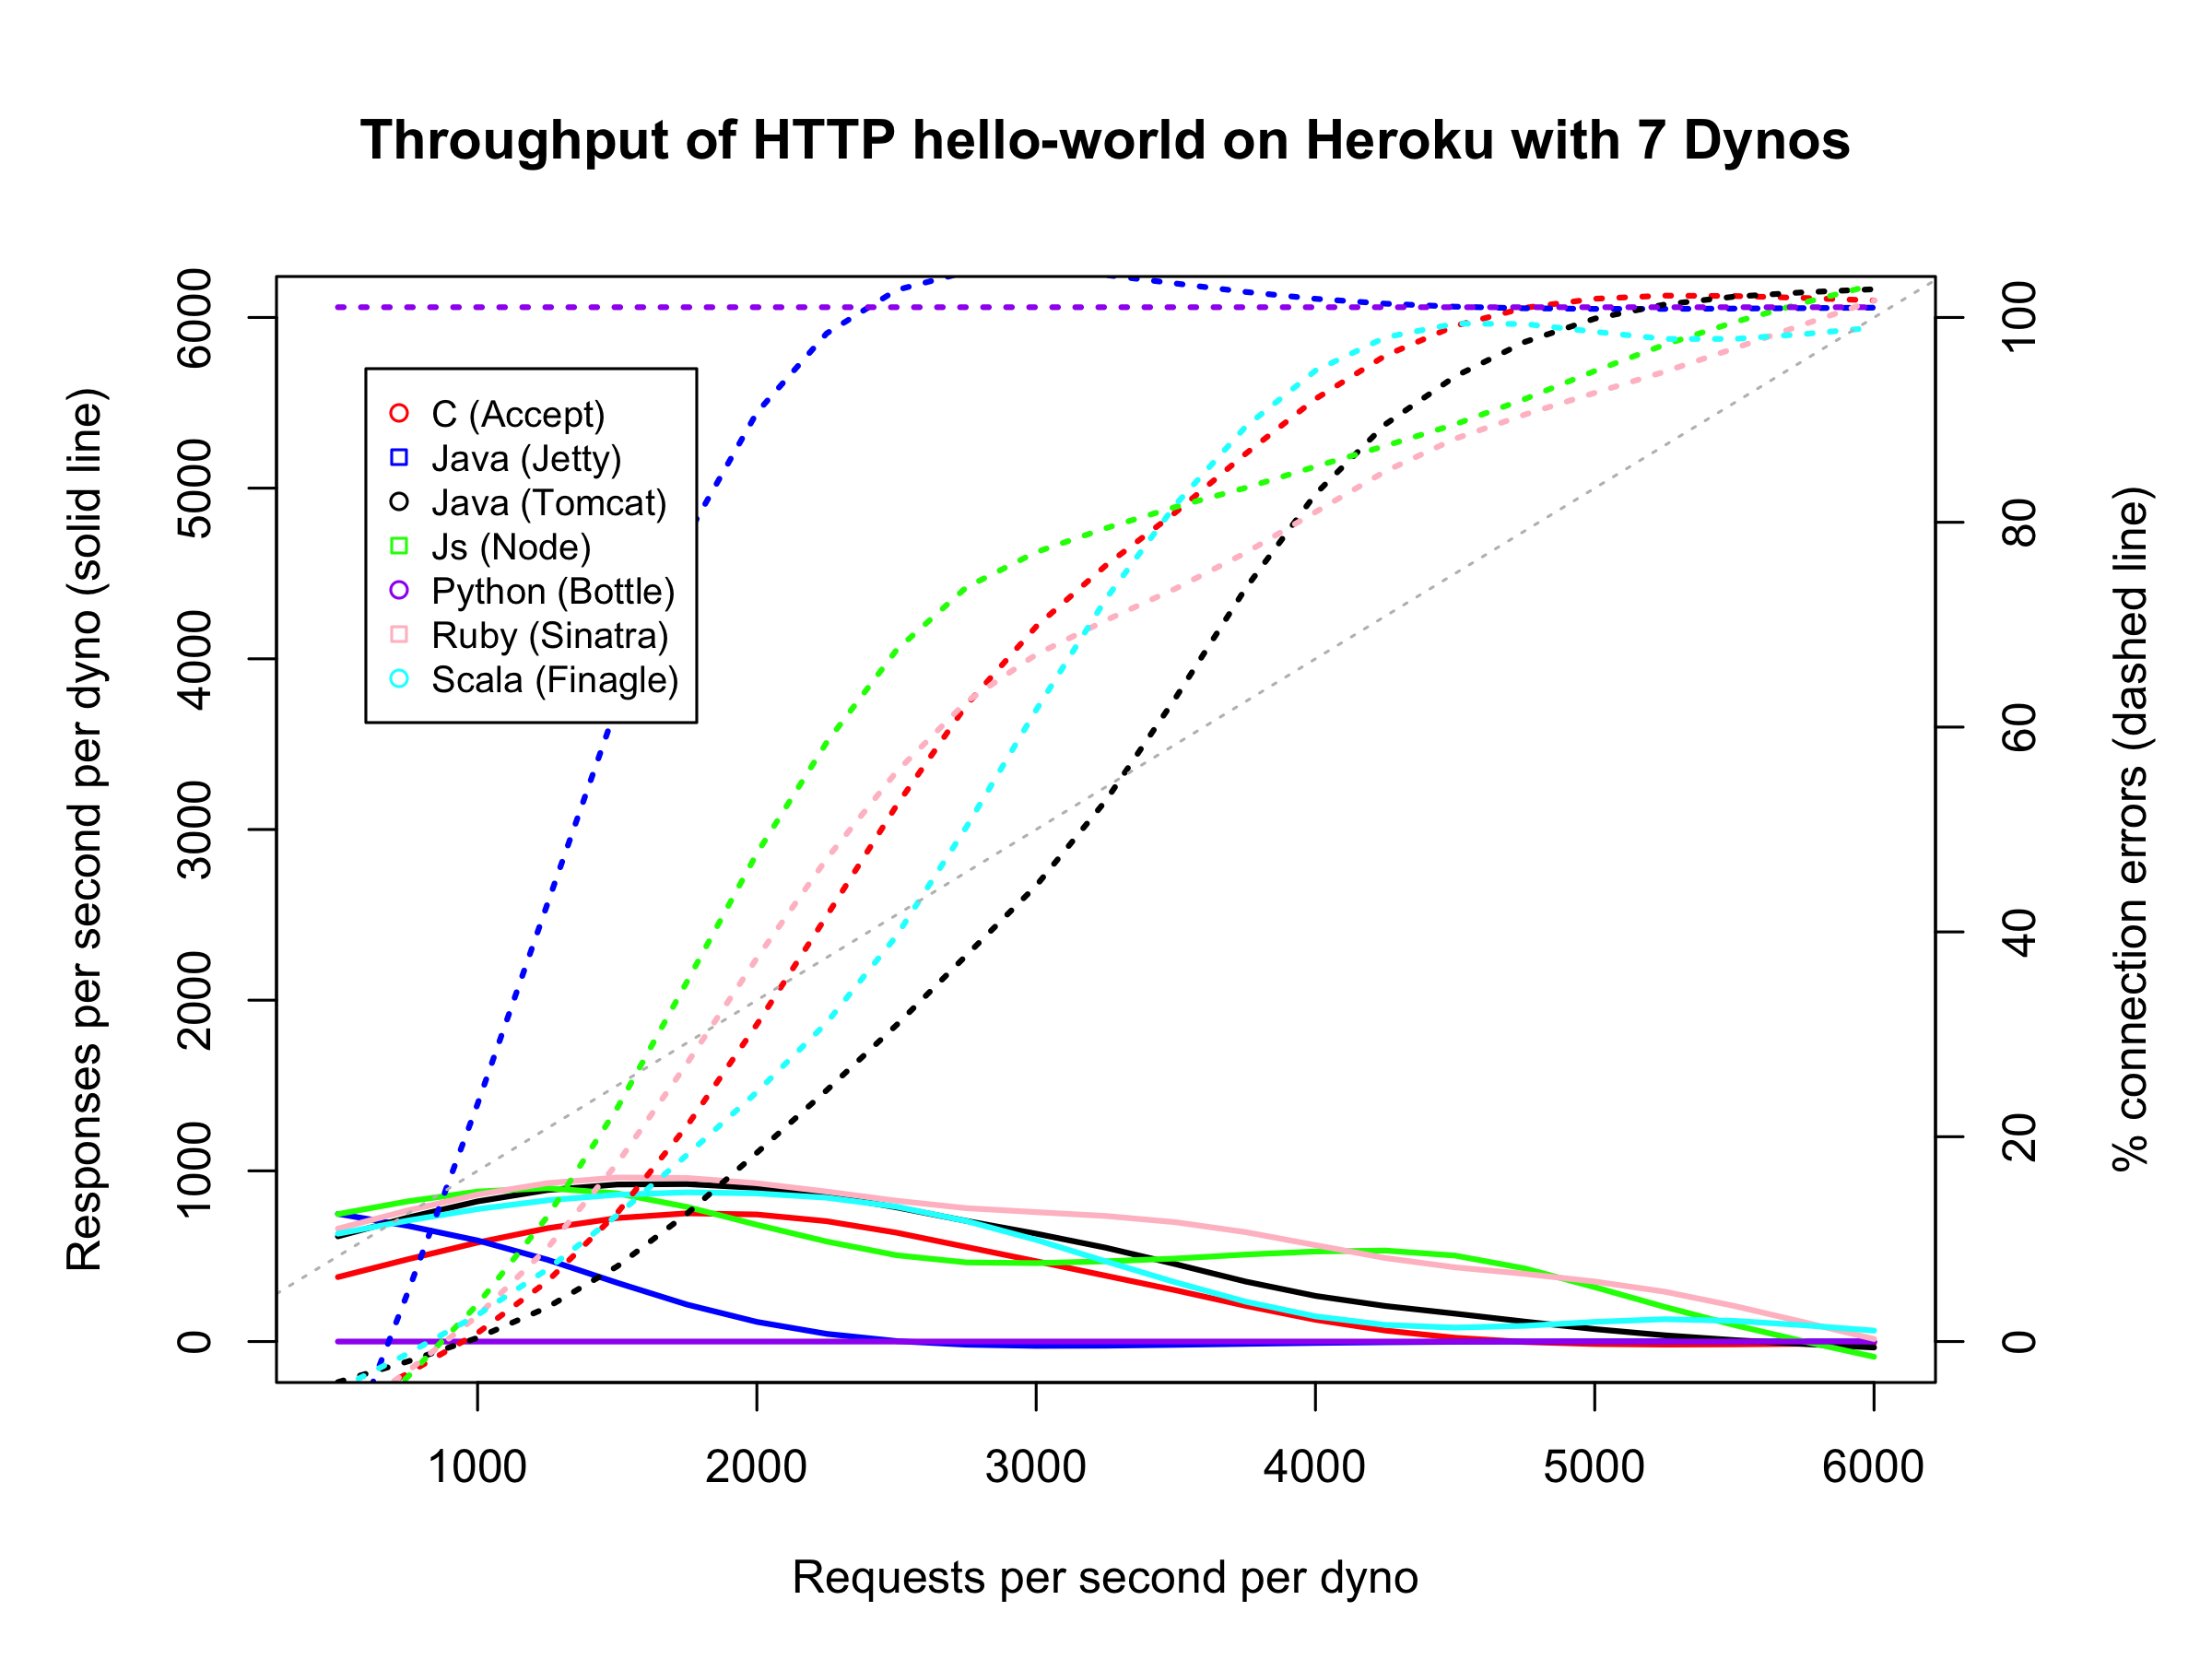 Throughput of HTTP hello-world on Heroku with 7 Dynos
Responses per second per dyno (solid line)
6000
5000
4000
3000
2000
1000
0
C (Accept)
Java (Jetty)
Java (Tomcat)
Js (Node)
Python (Bottle)
Ruby (Sinatra)
Scala (Finagle)
100
80
60
40
20
0
% connection errors (dashed line)
1000 2000 3000 4000 5000 6000
Requests per second per dyno